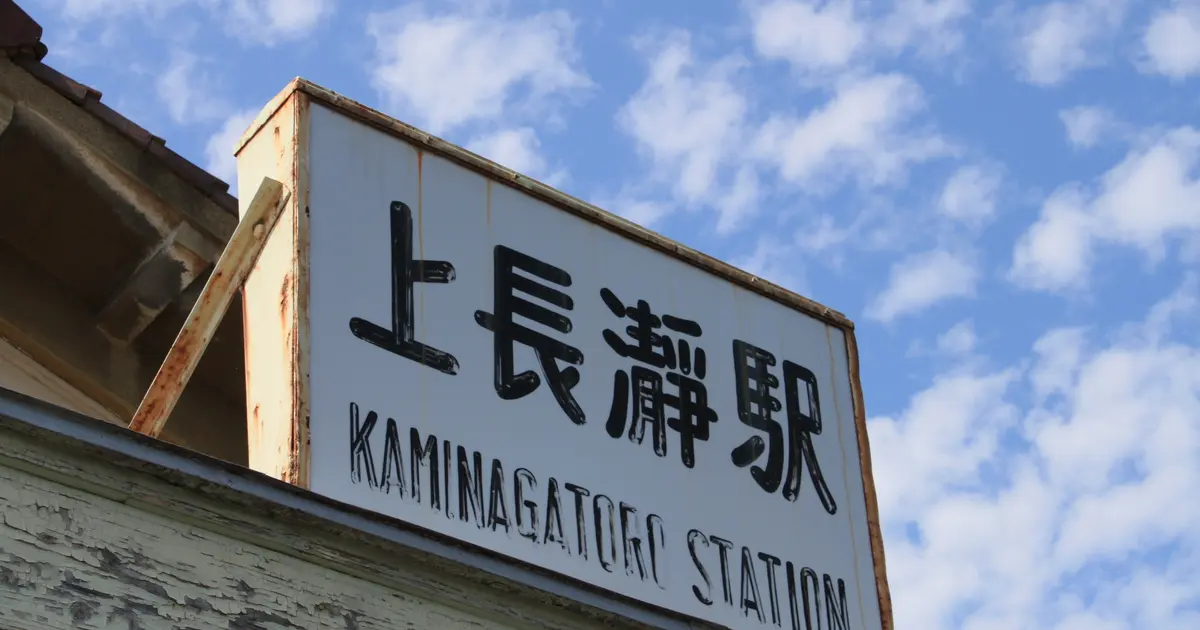 上長瀞駅
KAMINAGATORO STATION